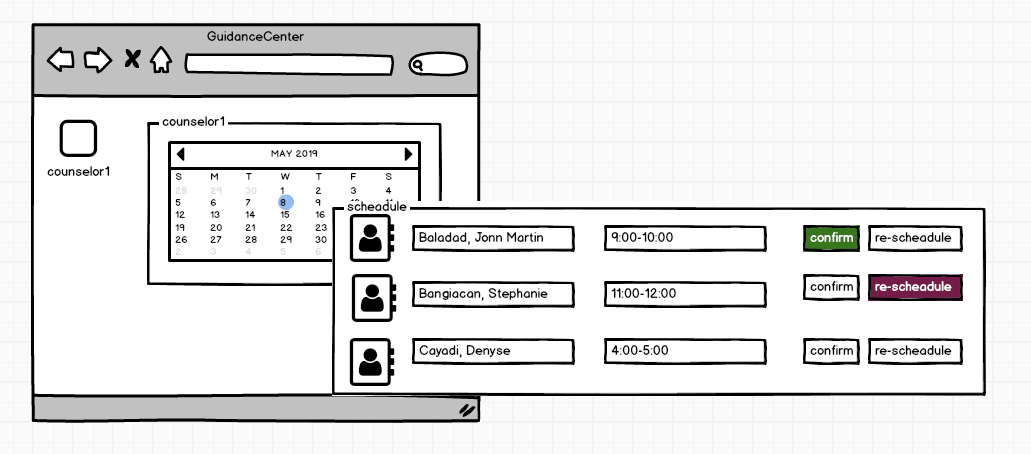 GuidanceCenter
counselor1
counselor1
MAY 2019
S M T W T F S
28 29 30 1 2 3 4
5 6 7 8 9
12 13 14 15 16
19 20 21 22 23
26 27 28 29 30
2 3 4 5 6
scheadule
Baladad, Jonn Martin 9:00-10:00 confirm re-scheadule
Bangiacan, Stephanie 11:00-12:00 confirm re-scheadule
Cayadi, Denyse 4:00-5:00 confirm re-scheadule